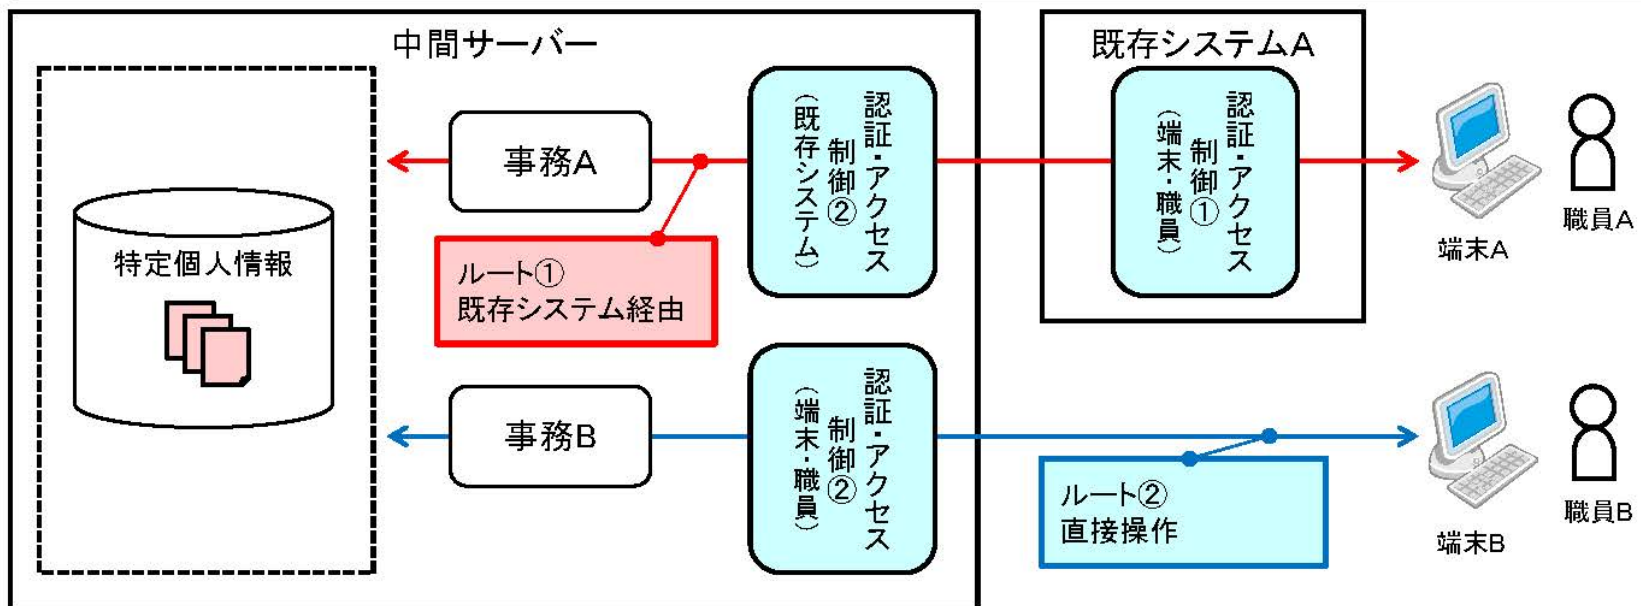 中間サーバー
既存システムA
特定個人情報
事務A
認証・アクセス
制御②
(既存システム)
認証・アクセス
制御①
(端末・職員)
端末A
職員A
ルート①
既存システム経由
事務B
認証・アクセス
制御②
(端末・職員)
ルート②
直接操作
端末B
職員B